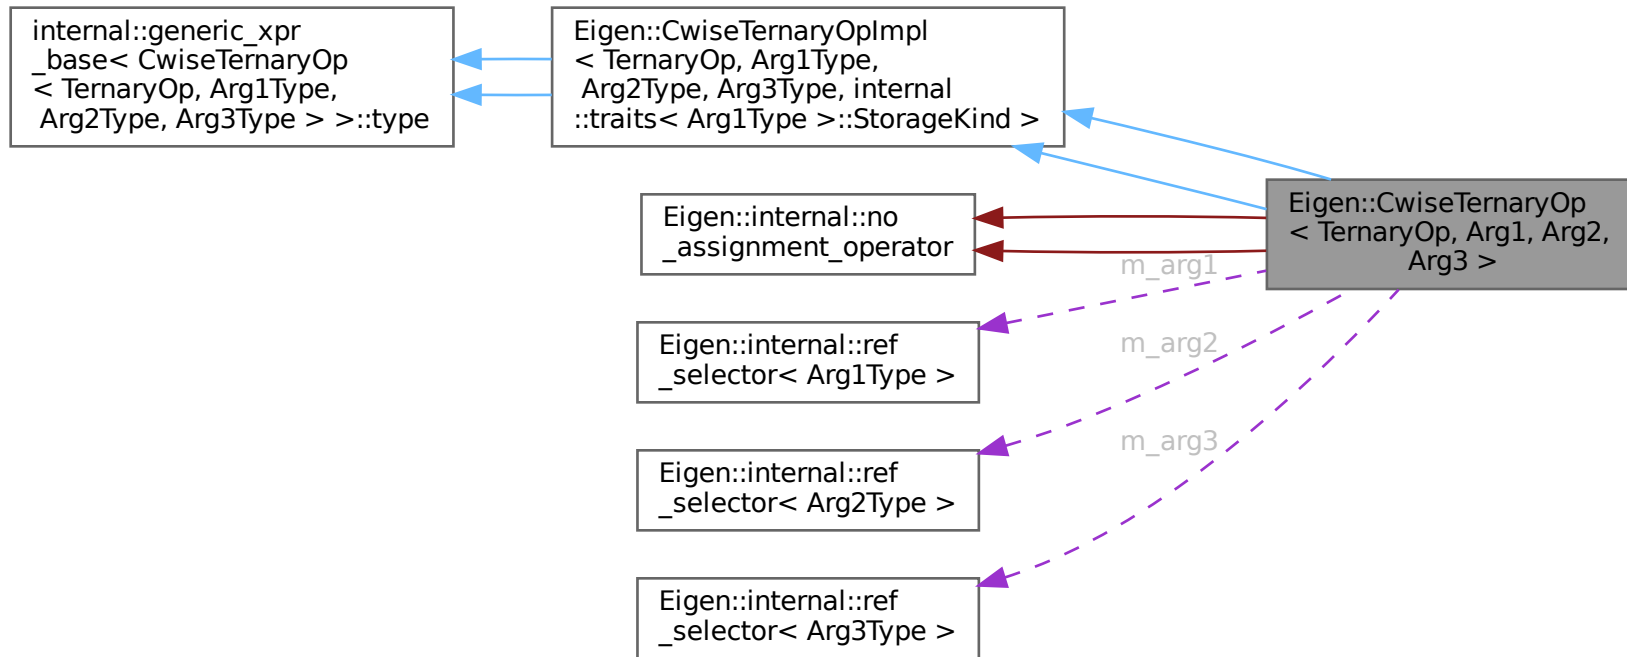 internal::generic_xpr
_base< CwiseTernaryOp
< TernaryOp, Arg1Type,
Arg2Type, Arg3Type > >::type
Eigen::CwiseTernaryOpImpl
< TernaryOp, Arg1Type,
Arg2Type, Arg3Type, internal
::traits< Arg1Type >::StorageKind >
Eigen::internal::no
_assignment_operator
Eigen::CwiseTernaryOp
< TernaryOp, Arg1, Arg2,
Arg3 >
m_arg1
Eigen::internal::ref
_selector< Arg1Type >
m_arg2
Eigen::internal::ref
_selector< Arg2Type >
m_arg3
Eigen::internal::ref
_selector< Arg3Type >